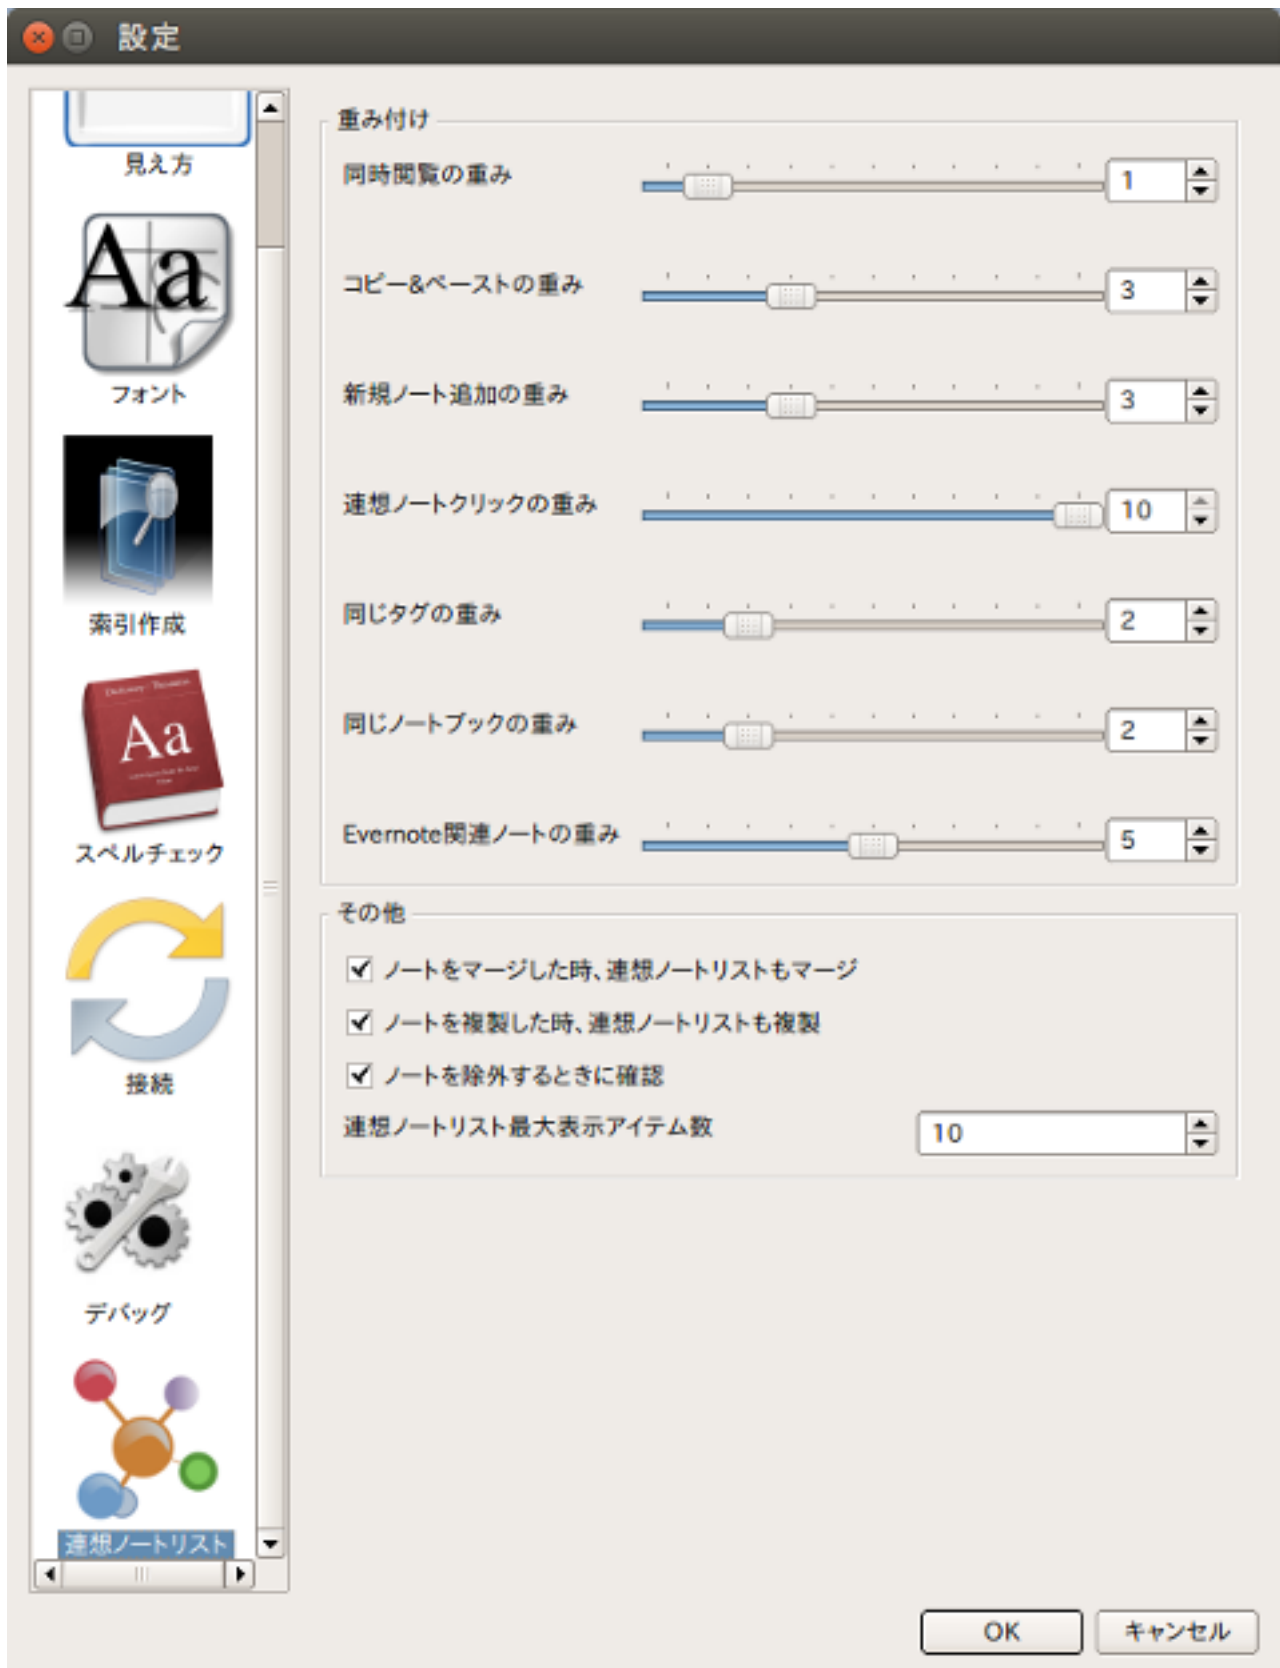 設定
見え方
Aa
フォント
索引作成
Aa
スペルチェック
接続
デバッグ
連想ノートリスト
重み付け
同時閲覧の重み 1
コピー&ペーストの重み 3
新規ノート追加の重み 3
連想ノートクリックの重み 10
同じタグの重み 2
同じノートブックの重み 2
Evernote関連ノートの重み 5
その他
ノートをマージした時、連想ノートリストもマージ
ノートを複製した時、連想ノートリストも複製
ノートを除外するときに確認
連想ノートリスト最大表示アイテム数 10
OK キャンセル